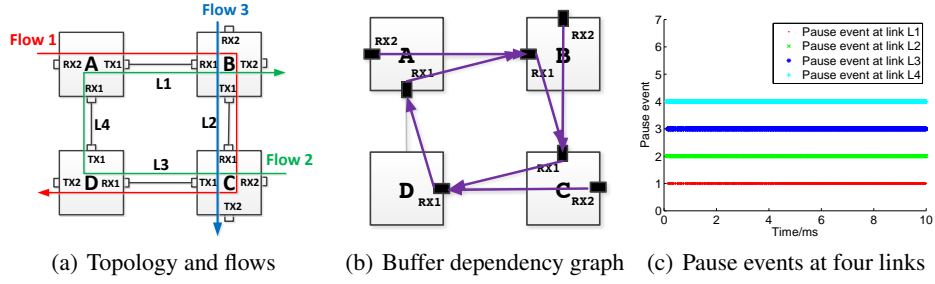 Flow 3
Flow 1
RX2
RX2 A TX1
RX1 B TX2
RX1
L1
TX1
L4
L2
TX1
L3
RX1
Flow 2
TX2 D RX1
TX1 C RX2
TX2
(a) Topology and flows
RX2
A
RX1
RX1
B
RX2
D
RX1
RX1
C
RX2
(b) Buffer dependency graph
Pause event
7
6
5
4
3
2
1
0
0
2
4
6
8
10
Time/ms
Pause event at link L1
Pause event at link L2
Pause event at link L3
Pause event at link L4
(c) Pause events at four links